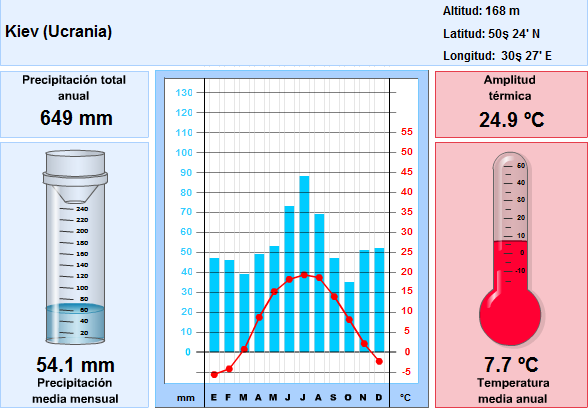 Kiev (Ucrania)
Altitud: 168 m
Latitud: 50ş 24' N
Longitud: 30ş 27' E
Precipitación total
anual
649 mm
240
220
200
180
160
140
120
100
80
60
40
20
54.1 mm
Precipitación
media mensual
130
120
110
100
90
80
70
60
50
40
30
20
10
0
55
50
45
40
35
30
25
20
15
10
5
0
-5
mm E F M A M J J A S O N D °C
Amplitud
térmica
24.9 °C
50
40
30
20
10
0
-10
7.7 °C
Temperatura
media anual